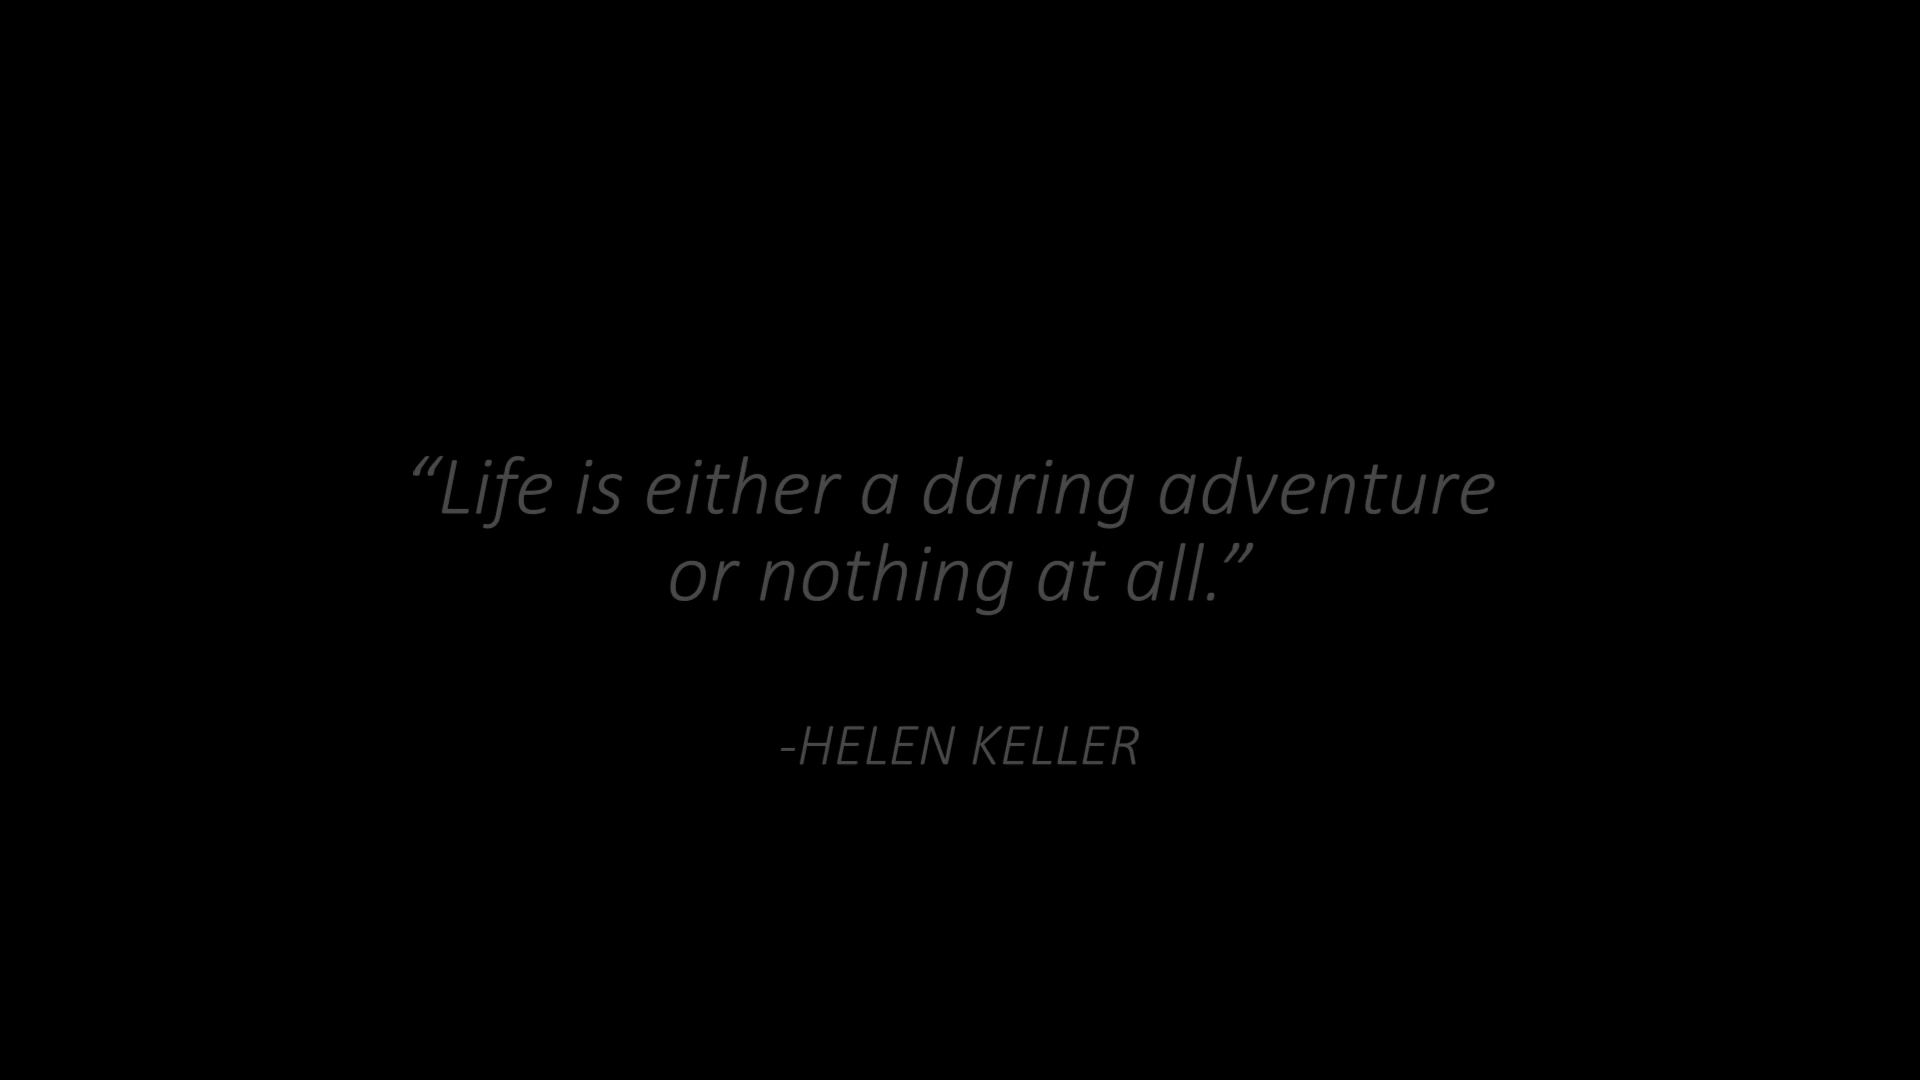 “Life is either a daring adventure
or nothing at all.”
-HELEN KELLER